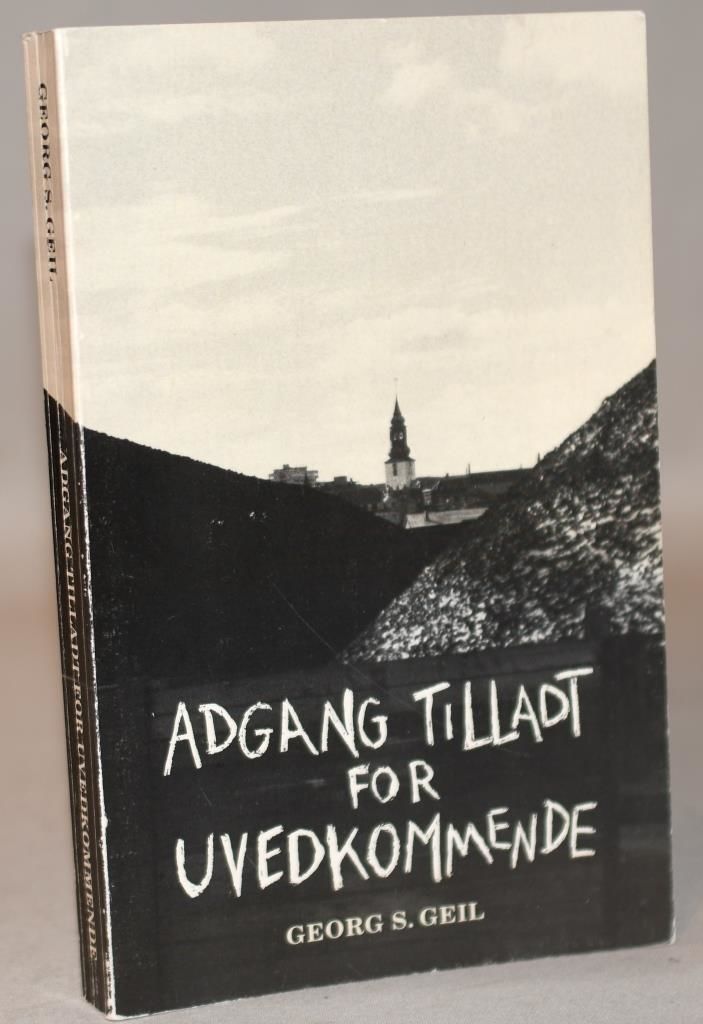 GEORG S. GEIL
ADGANG TILLADT FOR UVEDKOMMENDE
ADGANG TILLADT
FOR
UVEDKOMMENDE
GEORG S. GEIL